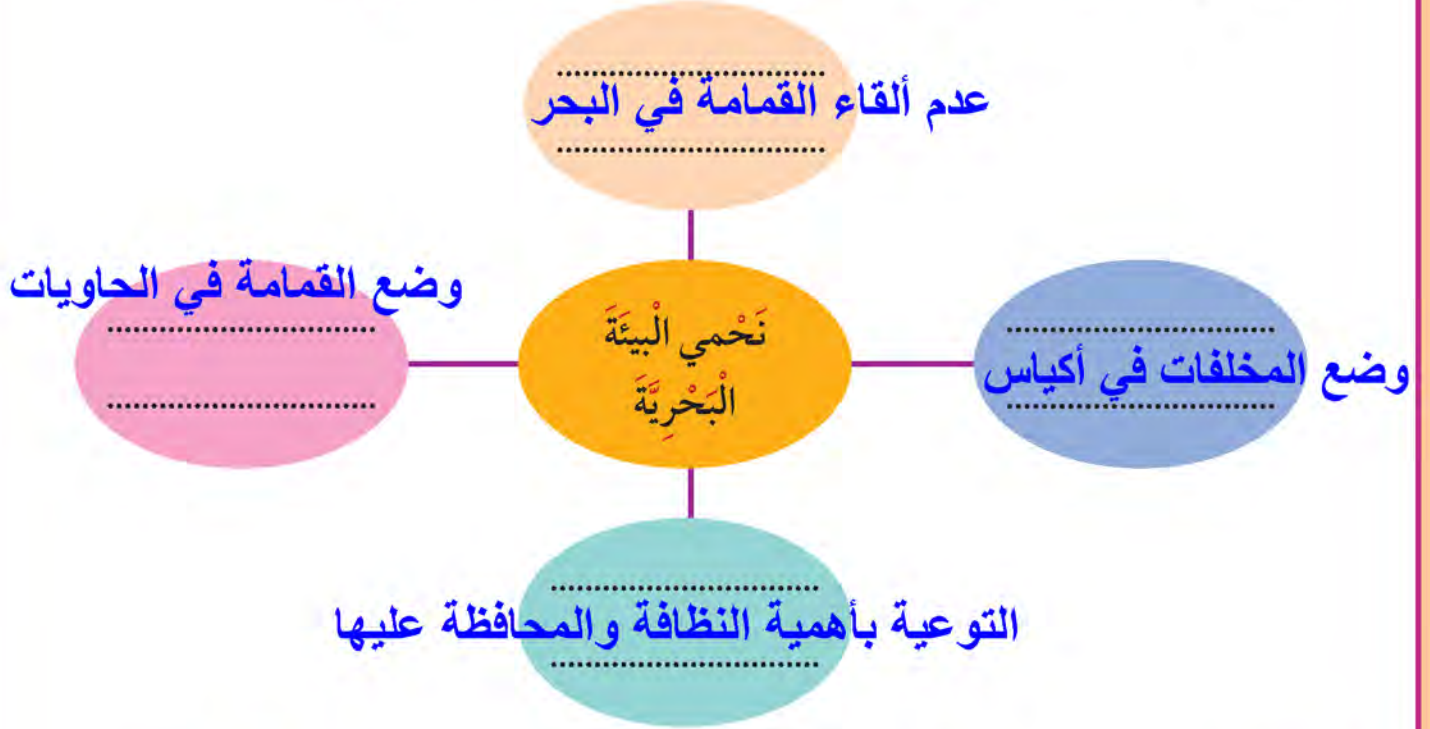 عدم ألقاء القمامة في البحر
وضع المخلفات في أكياس
نَحْمي الْبيئَةَ
الْبَحْرِيَّةَ
وضع القمامة في الحاويات
التوعية بأهمية النظافة والمحافظة عليها